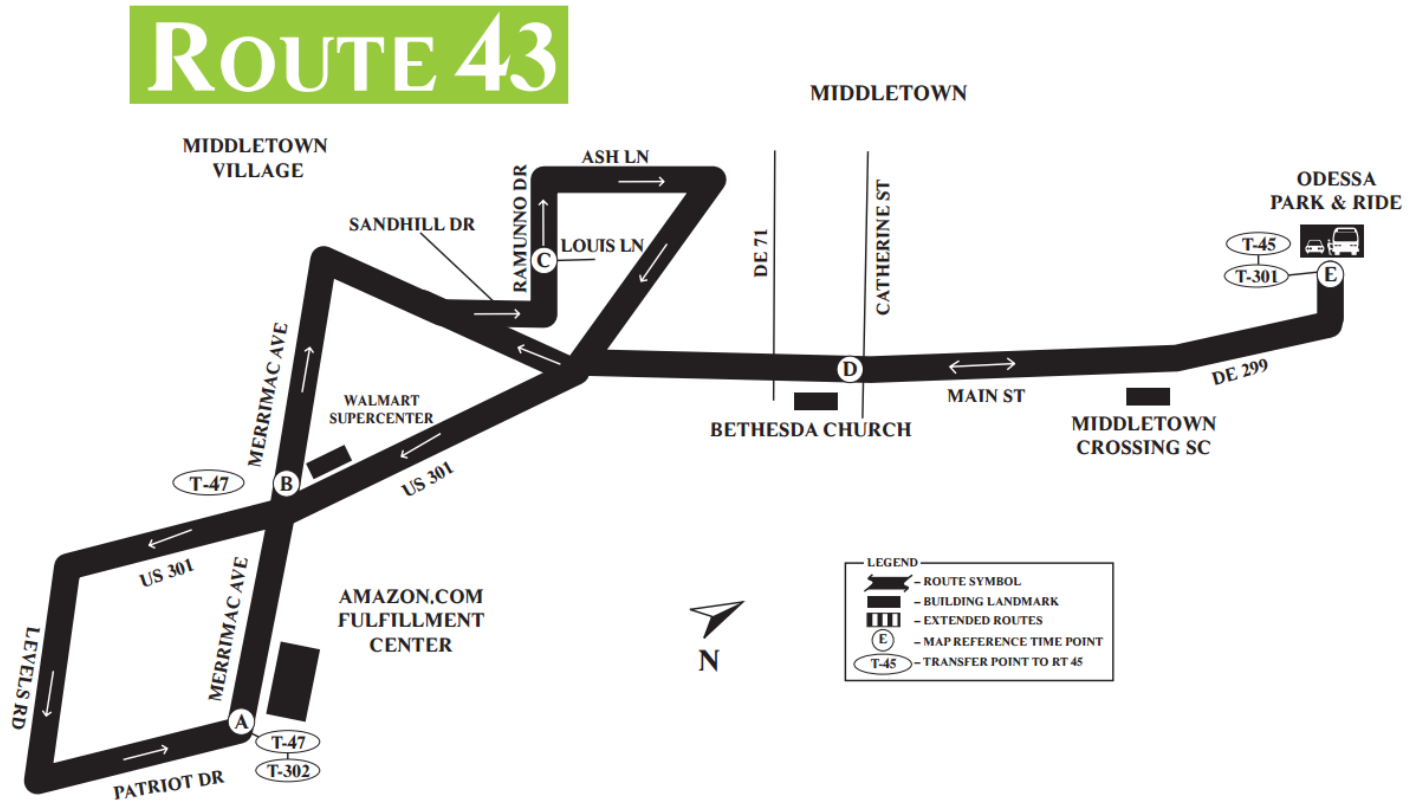 ROUTE 43
MIDDLETOWN
MIDDLETOWN
VILLAGE
ASH LN
RAMUNNO DR
SANDHILL DR
LOUIS LN
C
DE 71
CATHERINE ST
ODESSA
PARK & RIDE
T-45
T-301
E
MERRIMAC AVE
WALMART
SUPERCENTER
D
MAIN ST
DE 299
BETHESDA CHURCH
MIDDLETOWN
CROSSING SC
US 301
T-47
B
US 301
MERRIMAC AVE
AMAZON.COM
FULFILLMENT
CENTER
LEVELS RD
A
T-47
T-302
PATRIOT DR
N
LEGEND
– ROUTE SYMBOL
– BUILDING LANDMARK
– EXTENDED ROUTES
E – MAP REFERENCE TIME POINT
T-45 – TRANSFER POINT TO RT 45